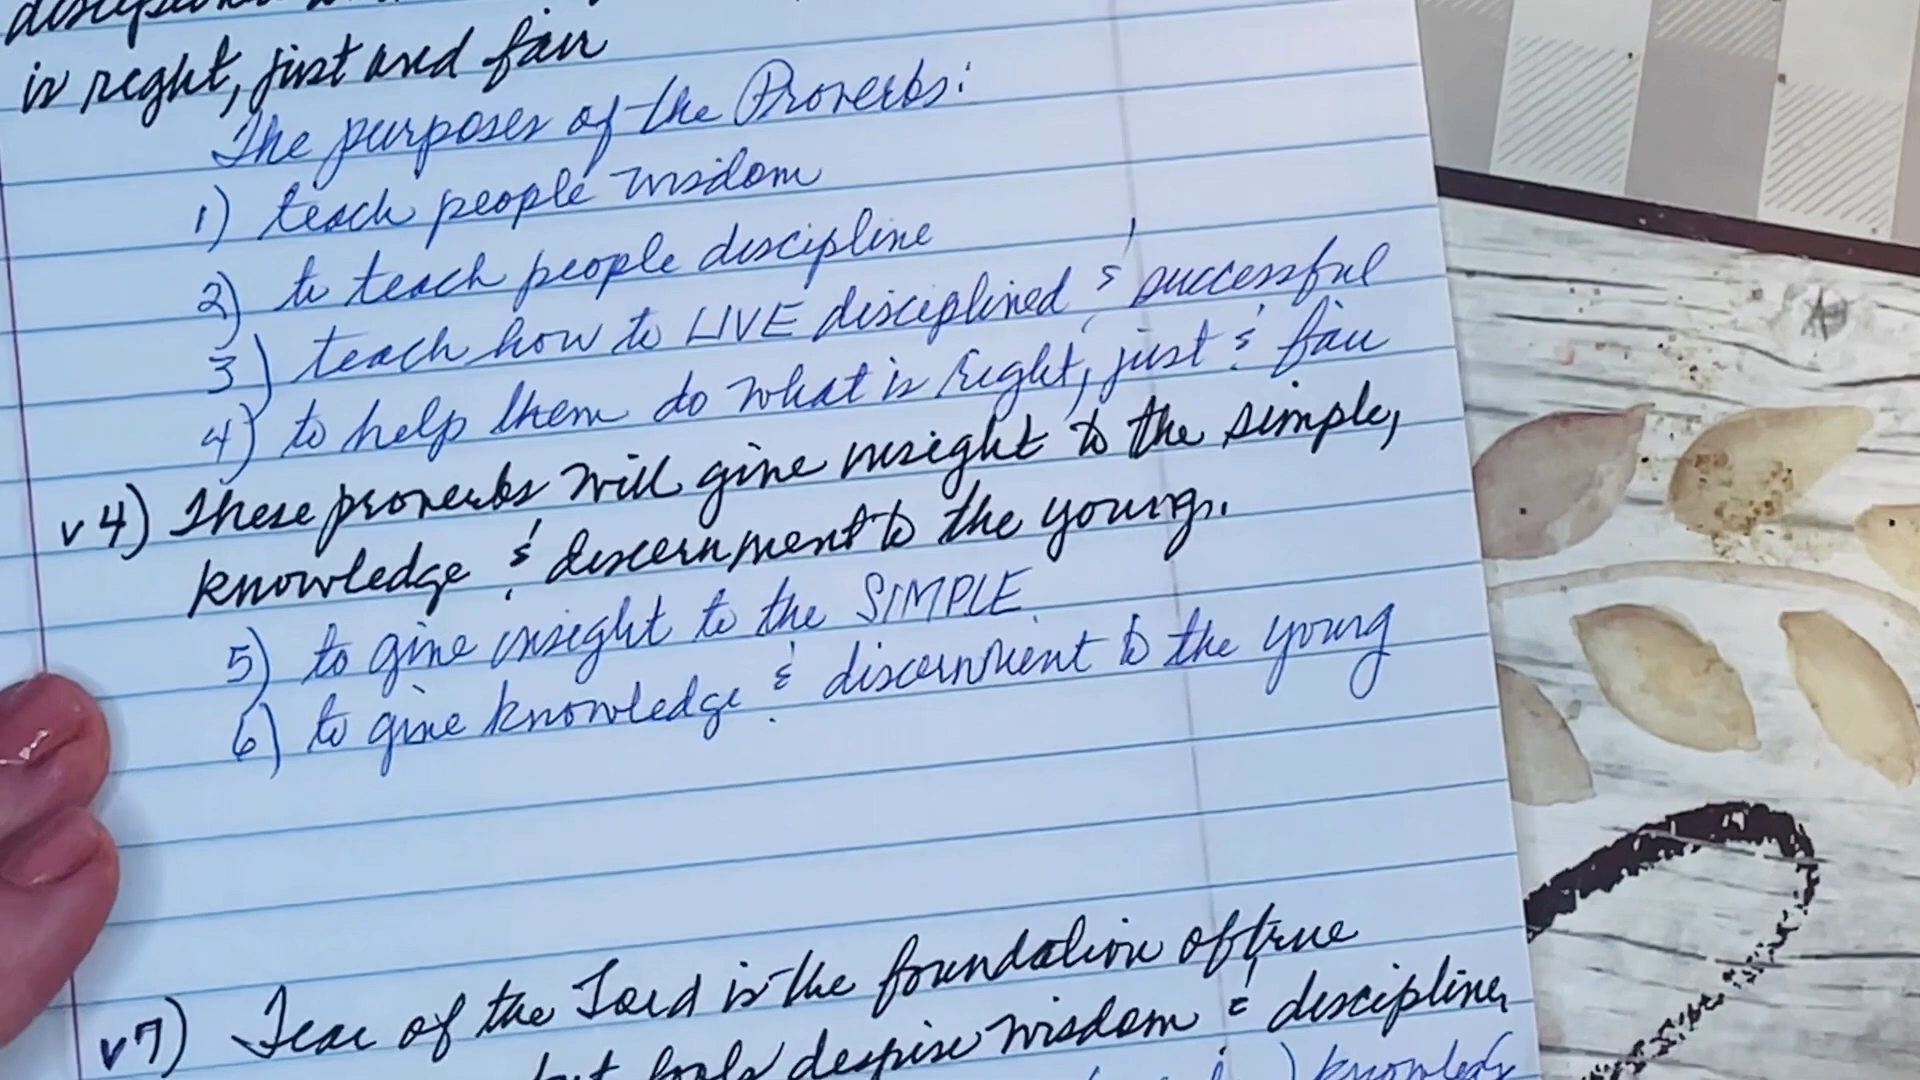 is right, just and fair
The purposes of the Proverbs:
1) teach people wisdom
2) to teach people discipline
3) teach how to LIVE disciplined & successful
4) to help them do what is right, just & fair
v4) These proverbs will give insight to the simple,
knowledge & discernment to the young.
5) to give insight to the SIMPLE
6) to give knowledge & discernment to the young
v7) Fear of the Lord is the foundation of true
but fools despise wisdom & discipline
knowledge